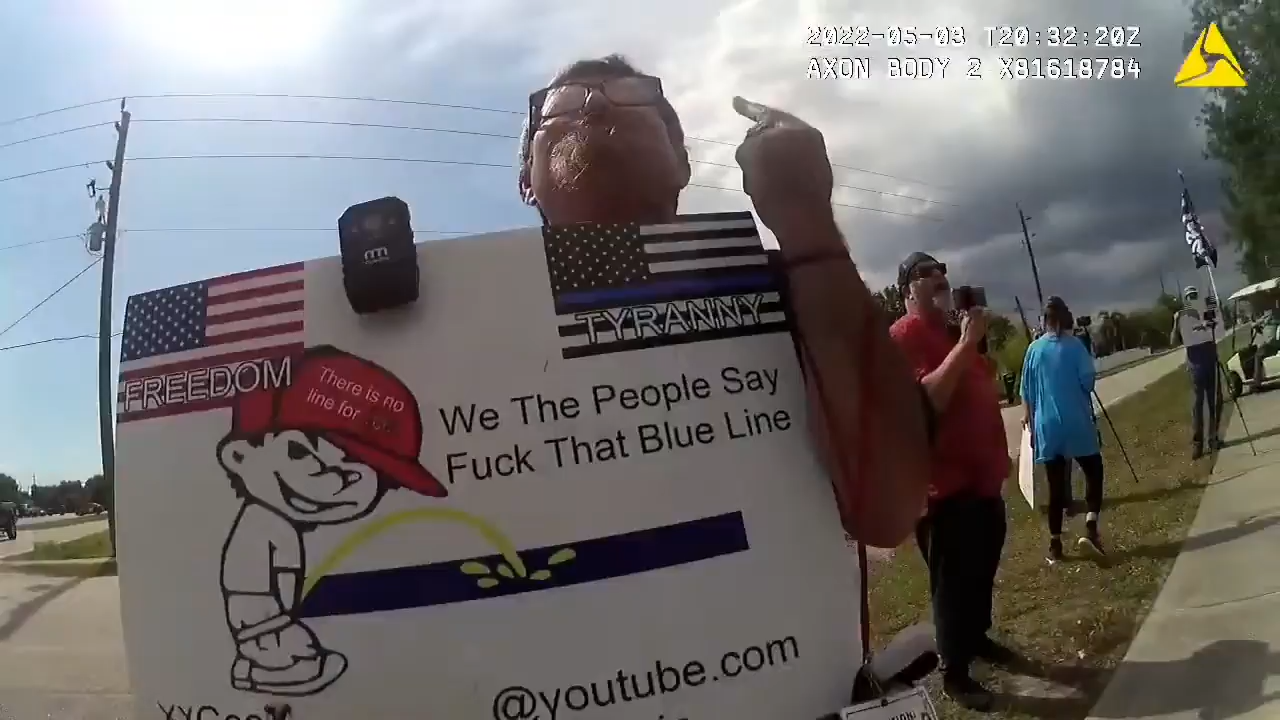 2022-05-03 T20:32:20Z
AXON BODY 2 X81618784
FREEDOM
TYRANNY
There is no
line for
We The People Say
Fuck That Blue Line
@youtube.com